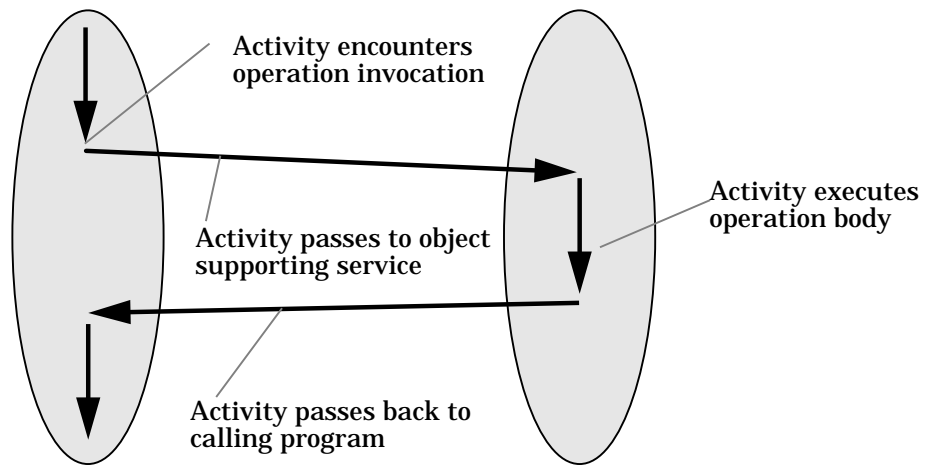 Activity encounters
operation invocation
Activity executes
operation body
Activity passes to object
supporting service
Activity passes back to
calling program